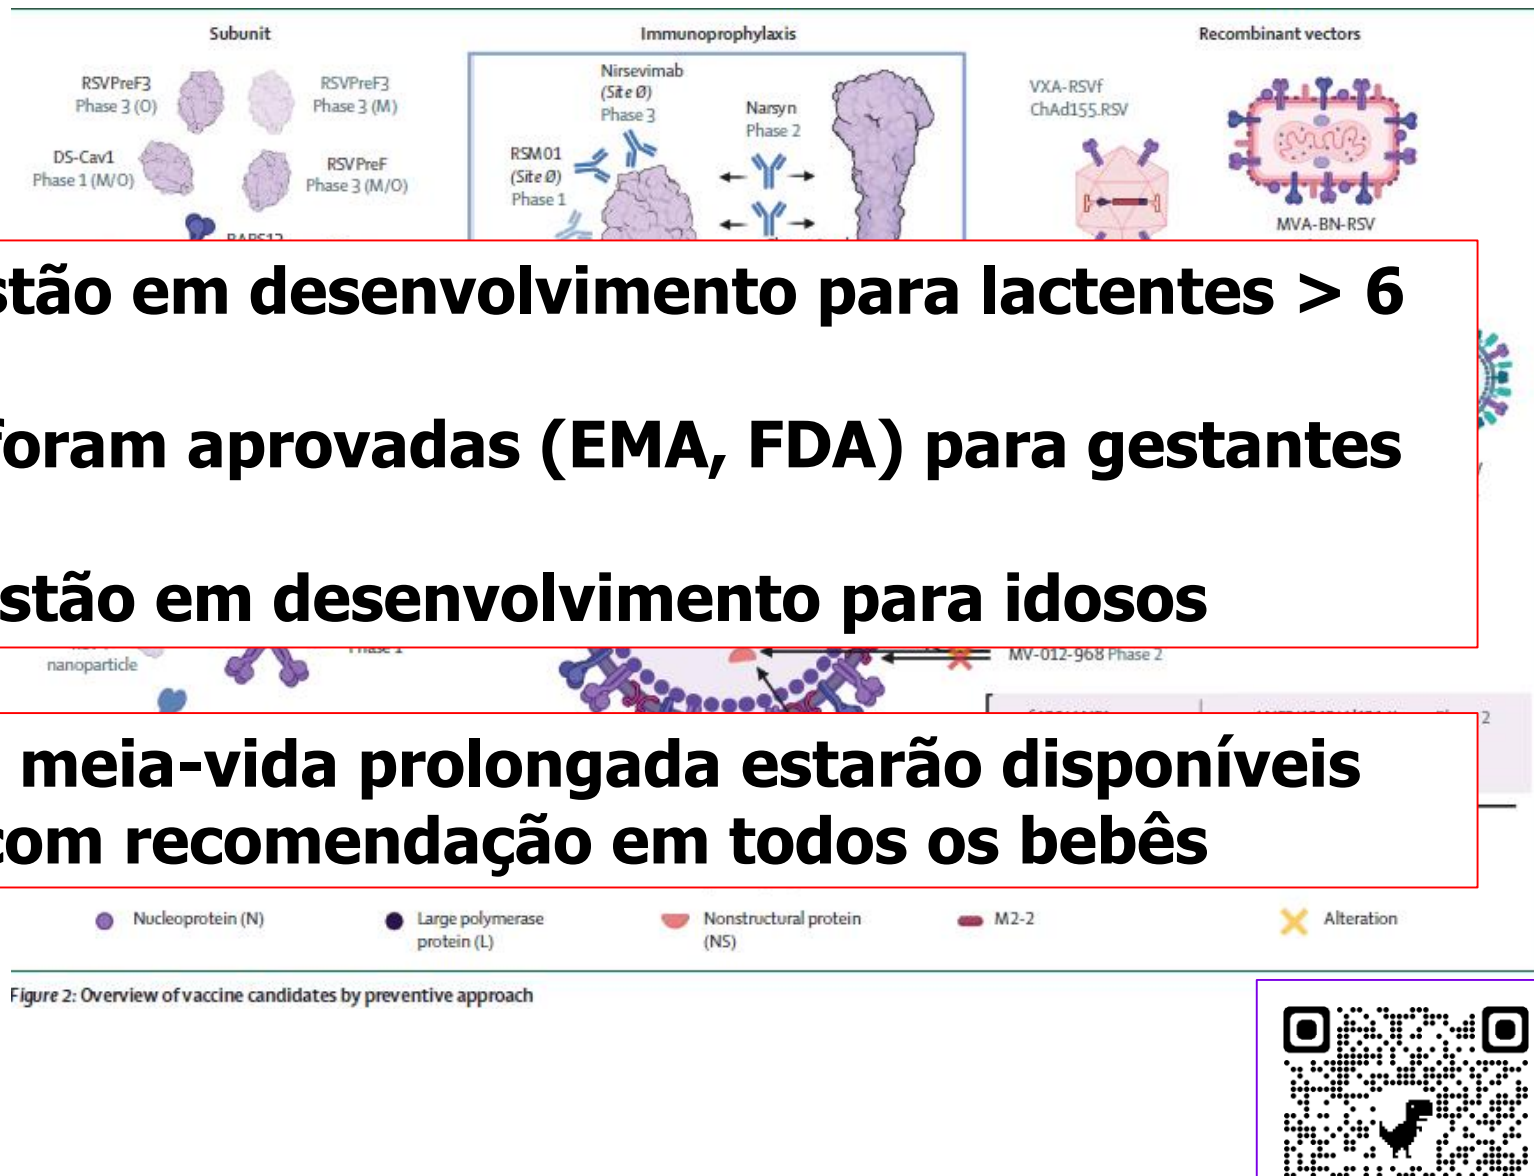 Subunit
Immunoprophylaxis
Recombinant vectors
RSVPreF3
Phase 3 (O)
RSVPreF3
Phase 3 (M)
DS-Cav1
Phase 1 (M/O)
RSVPreF
Phase 3 (M/O)
Nirsevimab
(Site Ø)
Phase 3
Narsyn
Phase 2
RSM01
(Site Ø)
Phase 1
VXA-RSVf
ChAd155.RSV
MVA-BN-RSV
stão em desenvolvimento para lactentes > 6
foram aprovadas (EMA, FDA) para gestantes
stão em desenvolvimento para idosos
nanoparticle
Phase 1
MV-012-968 Phase 2
2
meia-vida prolongada estarão disponíveis
com recomendação em todos os bebês
Nucleoprotein (N)
Large polymerase
protein (L)
Nonstructural protein
(NS)
M2-2
Alteration
Figure 2: Overview of vaccine candidates by preventive approach